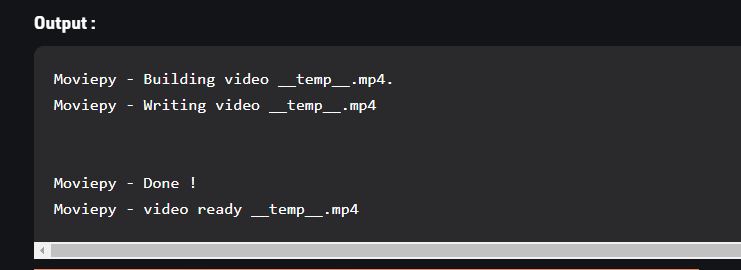 Output :
Moviepy - Building video __temp__.mp4.
Moviepy - Writing video __temp__.mp4
Moviepy - Done !
Moviepy - video ready __temp__.mp4